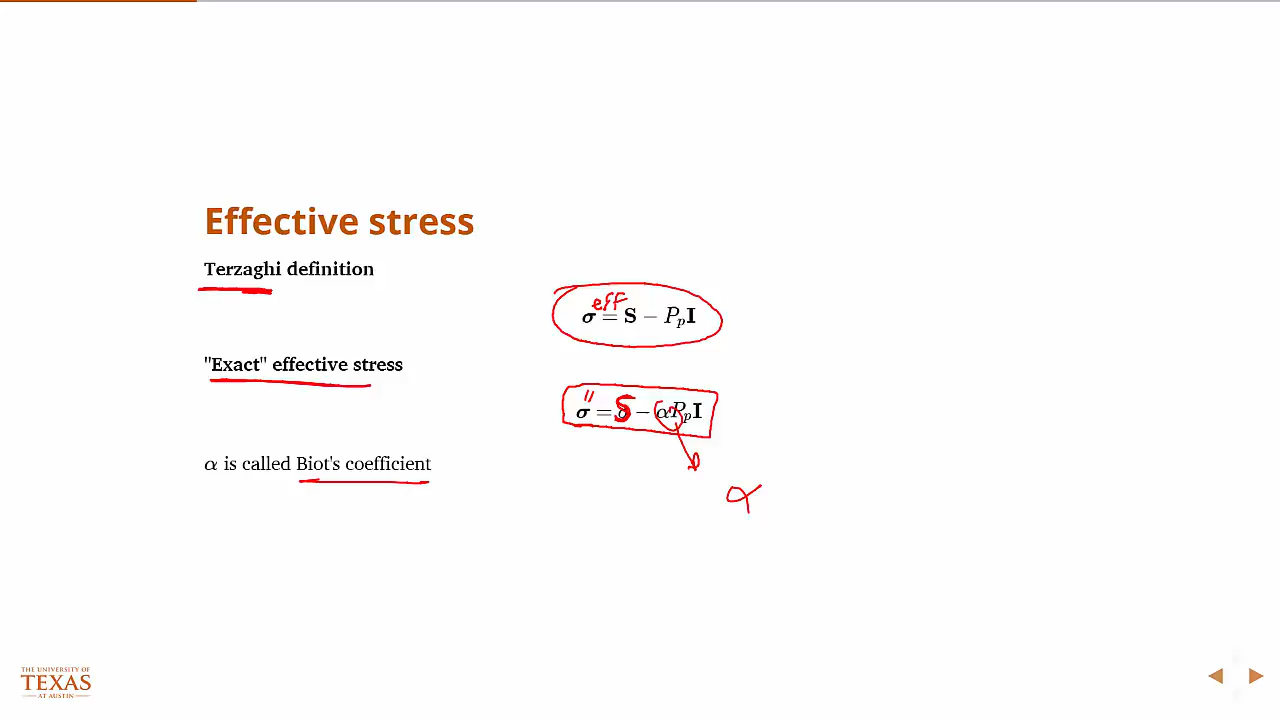 Effective stress
Terzaghi definition
eff
σ = S − PpI
"Exact" effective stress
"
σ = S − αPpI
α is called Biot's coefficient
α
THE UNIVERSITY OF
TEXAS
AT AUSTIN